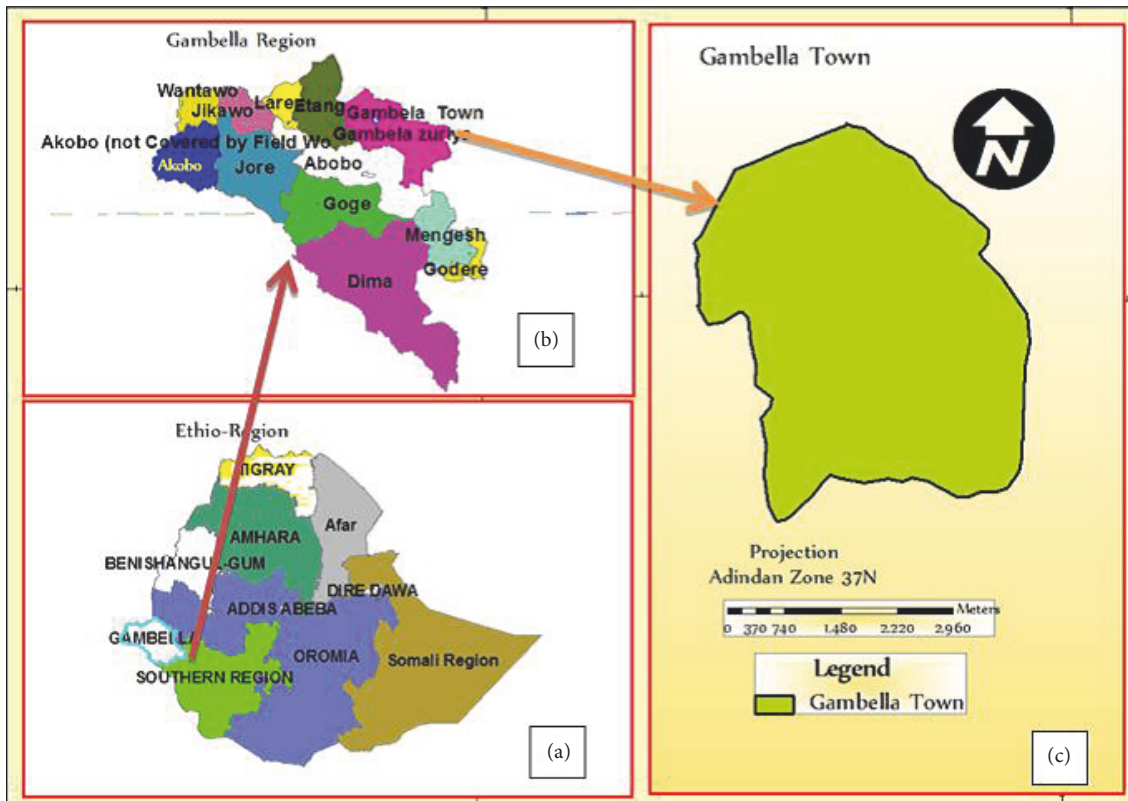 Gambella Region
Wantawo
Jikawo
Lare
Etang
Gambela Town
Gambela zuriya
Akobo (not Covered by Field Wo
Akobo
Jore
Abobo
Goge
Mengesh
Godere
Dima
(b)
Ethio-Region
TIGRAY
Afar
AMHARA
BENISHANGUL-GUM
DIRE DAWA
ADDIS ABEBA
GAMBELLA
OROMIA
Somali Region
SOUTHERN REGION
(a)
Gambella Town
N
Projection
Adindan Zone 37N
Meters
0 370 740 1,480 2,220 2,960
Legend
Gambella Town
(c)